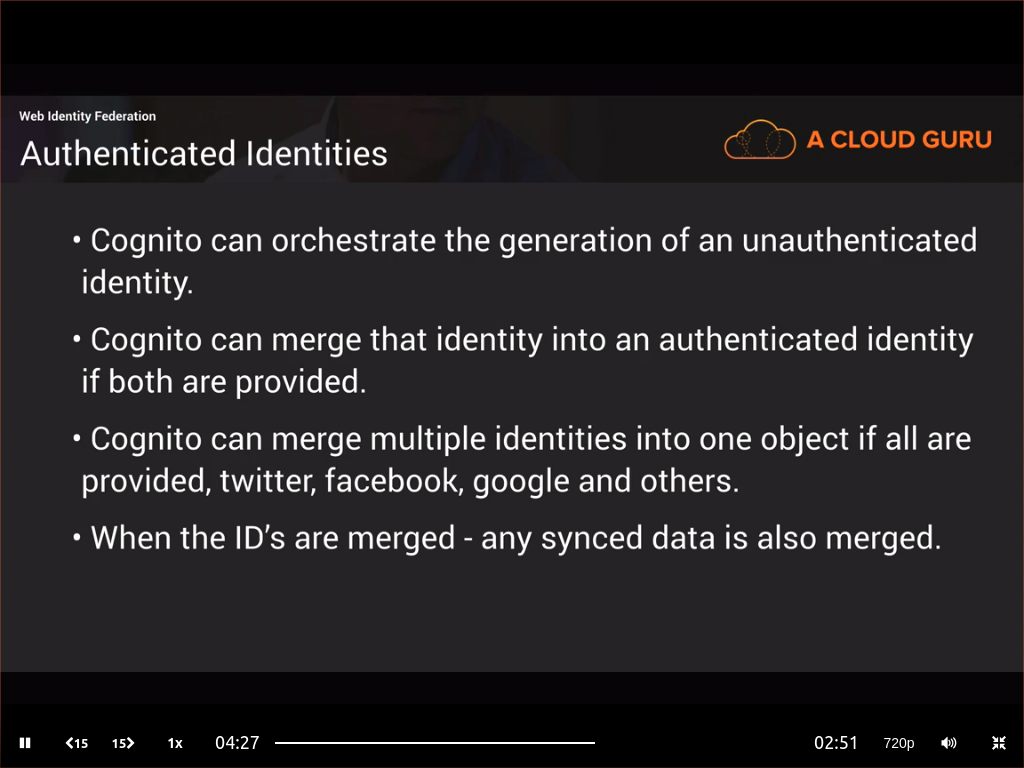 Web Identity Federation
Authenticated Identities
A CLOUD GURU
• Cognito can orchestrate the generation of an unauthenticated
identity.
• Cognito can merge that identity into an authenticated identity
if both are provided.
• Cognito can merge multiple identities into one object if all are
provided, twitter, facebook, google and others.
• When the ID’s are merged - any synced data is also merged.
15 15 1x 04:27 02:51 720p